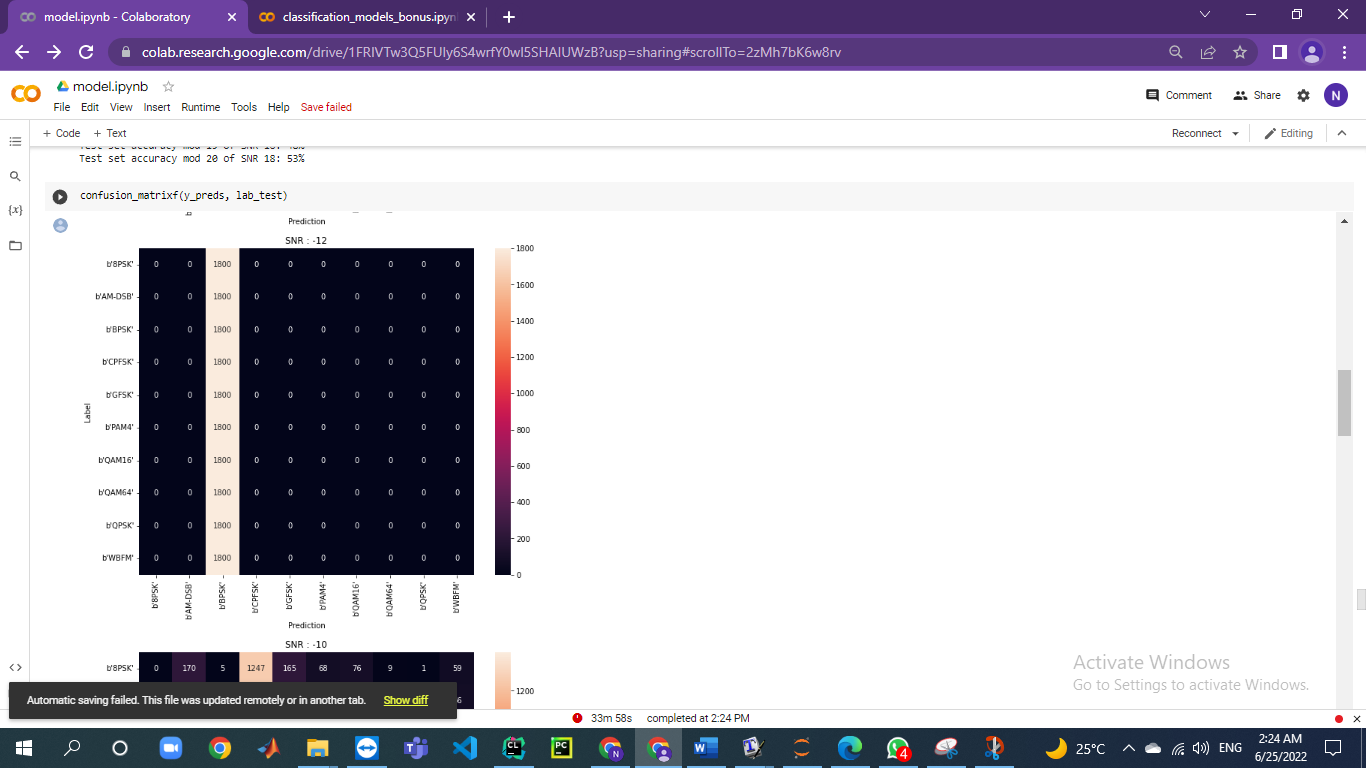 model.ipynb - Colaboratory
classification_models_bonus.ipyn
colab.research.google.com/drive/1FRIVTw3Q5FUIy6S4wrfY0wI5SHAIUWzB?usp=sharing#scrollTo=2zMh7bK6w8rv
model.ipynb
File Edit View Insert Runtime Tools Help Save failed
Comment Share N
+ Code + Text
Reconnect Editing
Test set accuracy mod 20 of SNR 18: 53%
confusion_matrixf(y_preds, lab_test)
{x}
Prediction
SNR : -12
b'8PSK' 0 0 1800 0 0 0 0 0 0 0
b'AM-DSB' 0 0 1800 0 0 0 0 0 0 0
b'BPSK' 0 0 1800 0 0 0 0 0 0 0
b'CPFSK' 0 0 1800 0 0 0 0 0 0 0
b'GFSK' 0 0 1800 0 0 0 0 0 0 0
b'PAM4' 0 0 1800 0 0 0 0 0 0 0
b'QAM16' 0 0 1800 0 0 0 0 0 0 0
b'QAM64' 0 0 1800 0 0 0 0 0 0 0
b'QPSK' 0 0 1800 0 0 0 0 0 0 0
b'WBFM' 0 0 1800 0 0 0 0 0 0 0
Label
b'8PSK' b'AM-DSB' b'BPSK' b'CPFSK' b'GFSK' b'PAM4' b'QAM16' b'QAM64' b'QPSK' b'WBFM'
Prediction
1800
1600
1400
1200
1000
800
600
400
200
0
SNR : -10
b'8PSK' 0 170 5 1247 165 68 76 9 1 59
1200
Activate Windows
Go to Settings to activate Windows.
Automatic saving failed. This file was updated remotely or in another tab. Show diff
33m 58s completed at 2:24 PM
25°C ENG
2:24 AM
6/25/2022
CL
PC
4